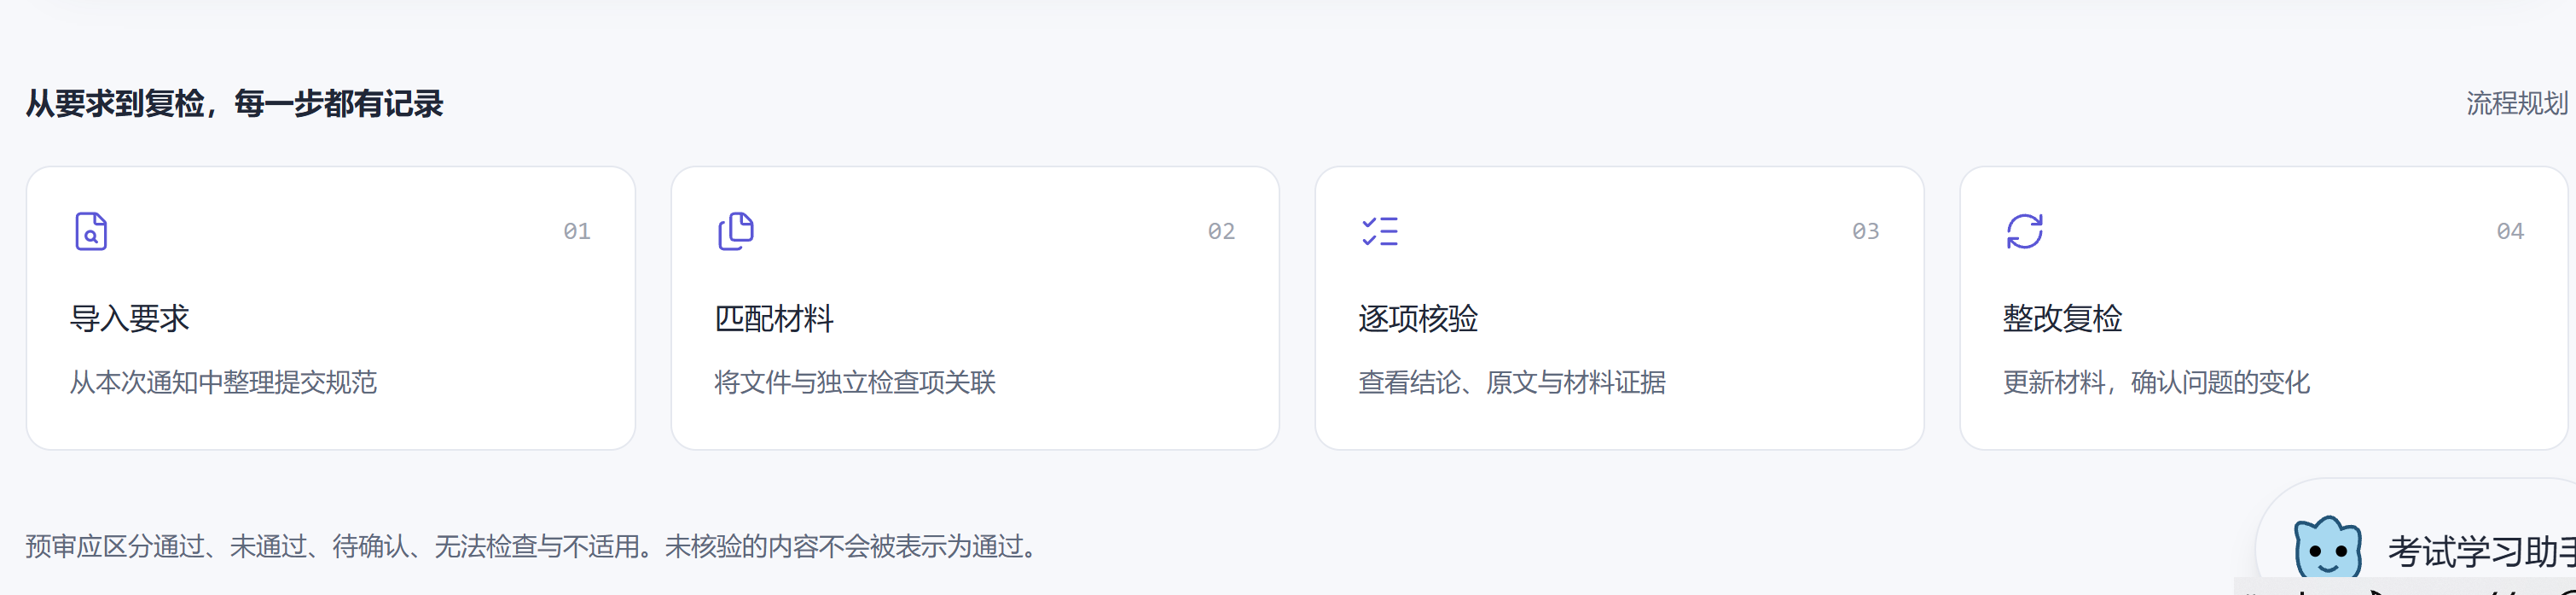 从要求到复检，每一步都有记录
流程规划
01
导入要求
从本次通知中整理提交规范
02
匹配材料
将文件与独立检查项关联
03
逐项核验
查看结论、原文与材料证据
04
整改复检
更新材料，确认问题的变化
预审应区分通过、未通过、待确认、无法检查与不适用。未核验的内容不会被表示为通过。
考试学习助手